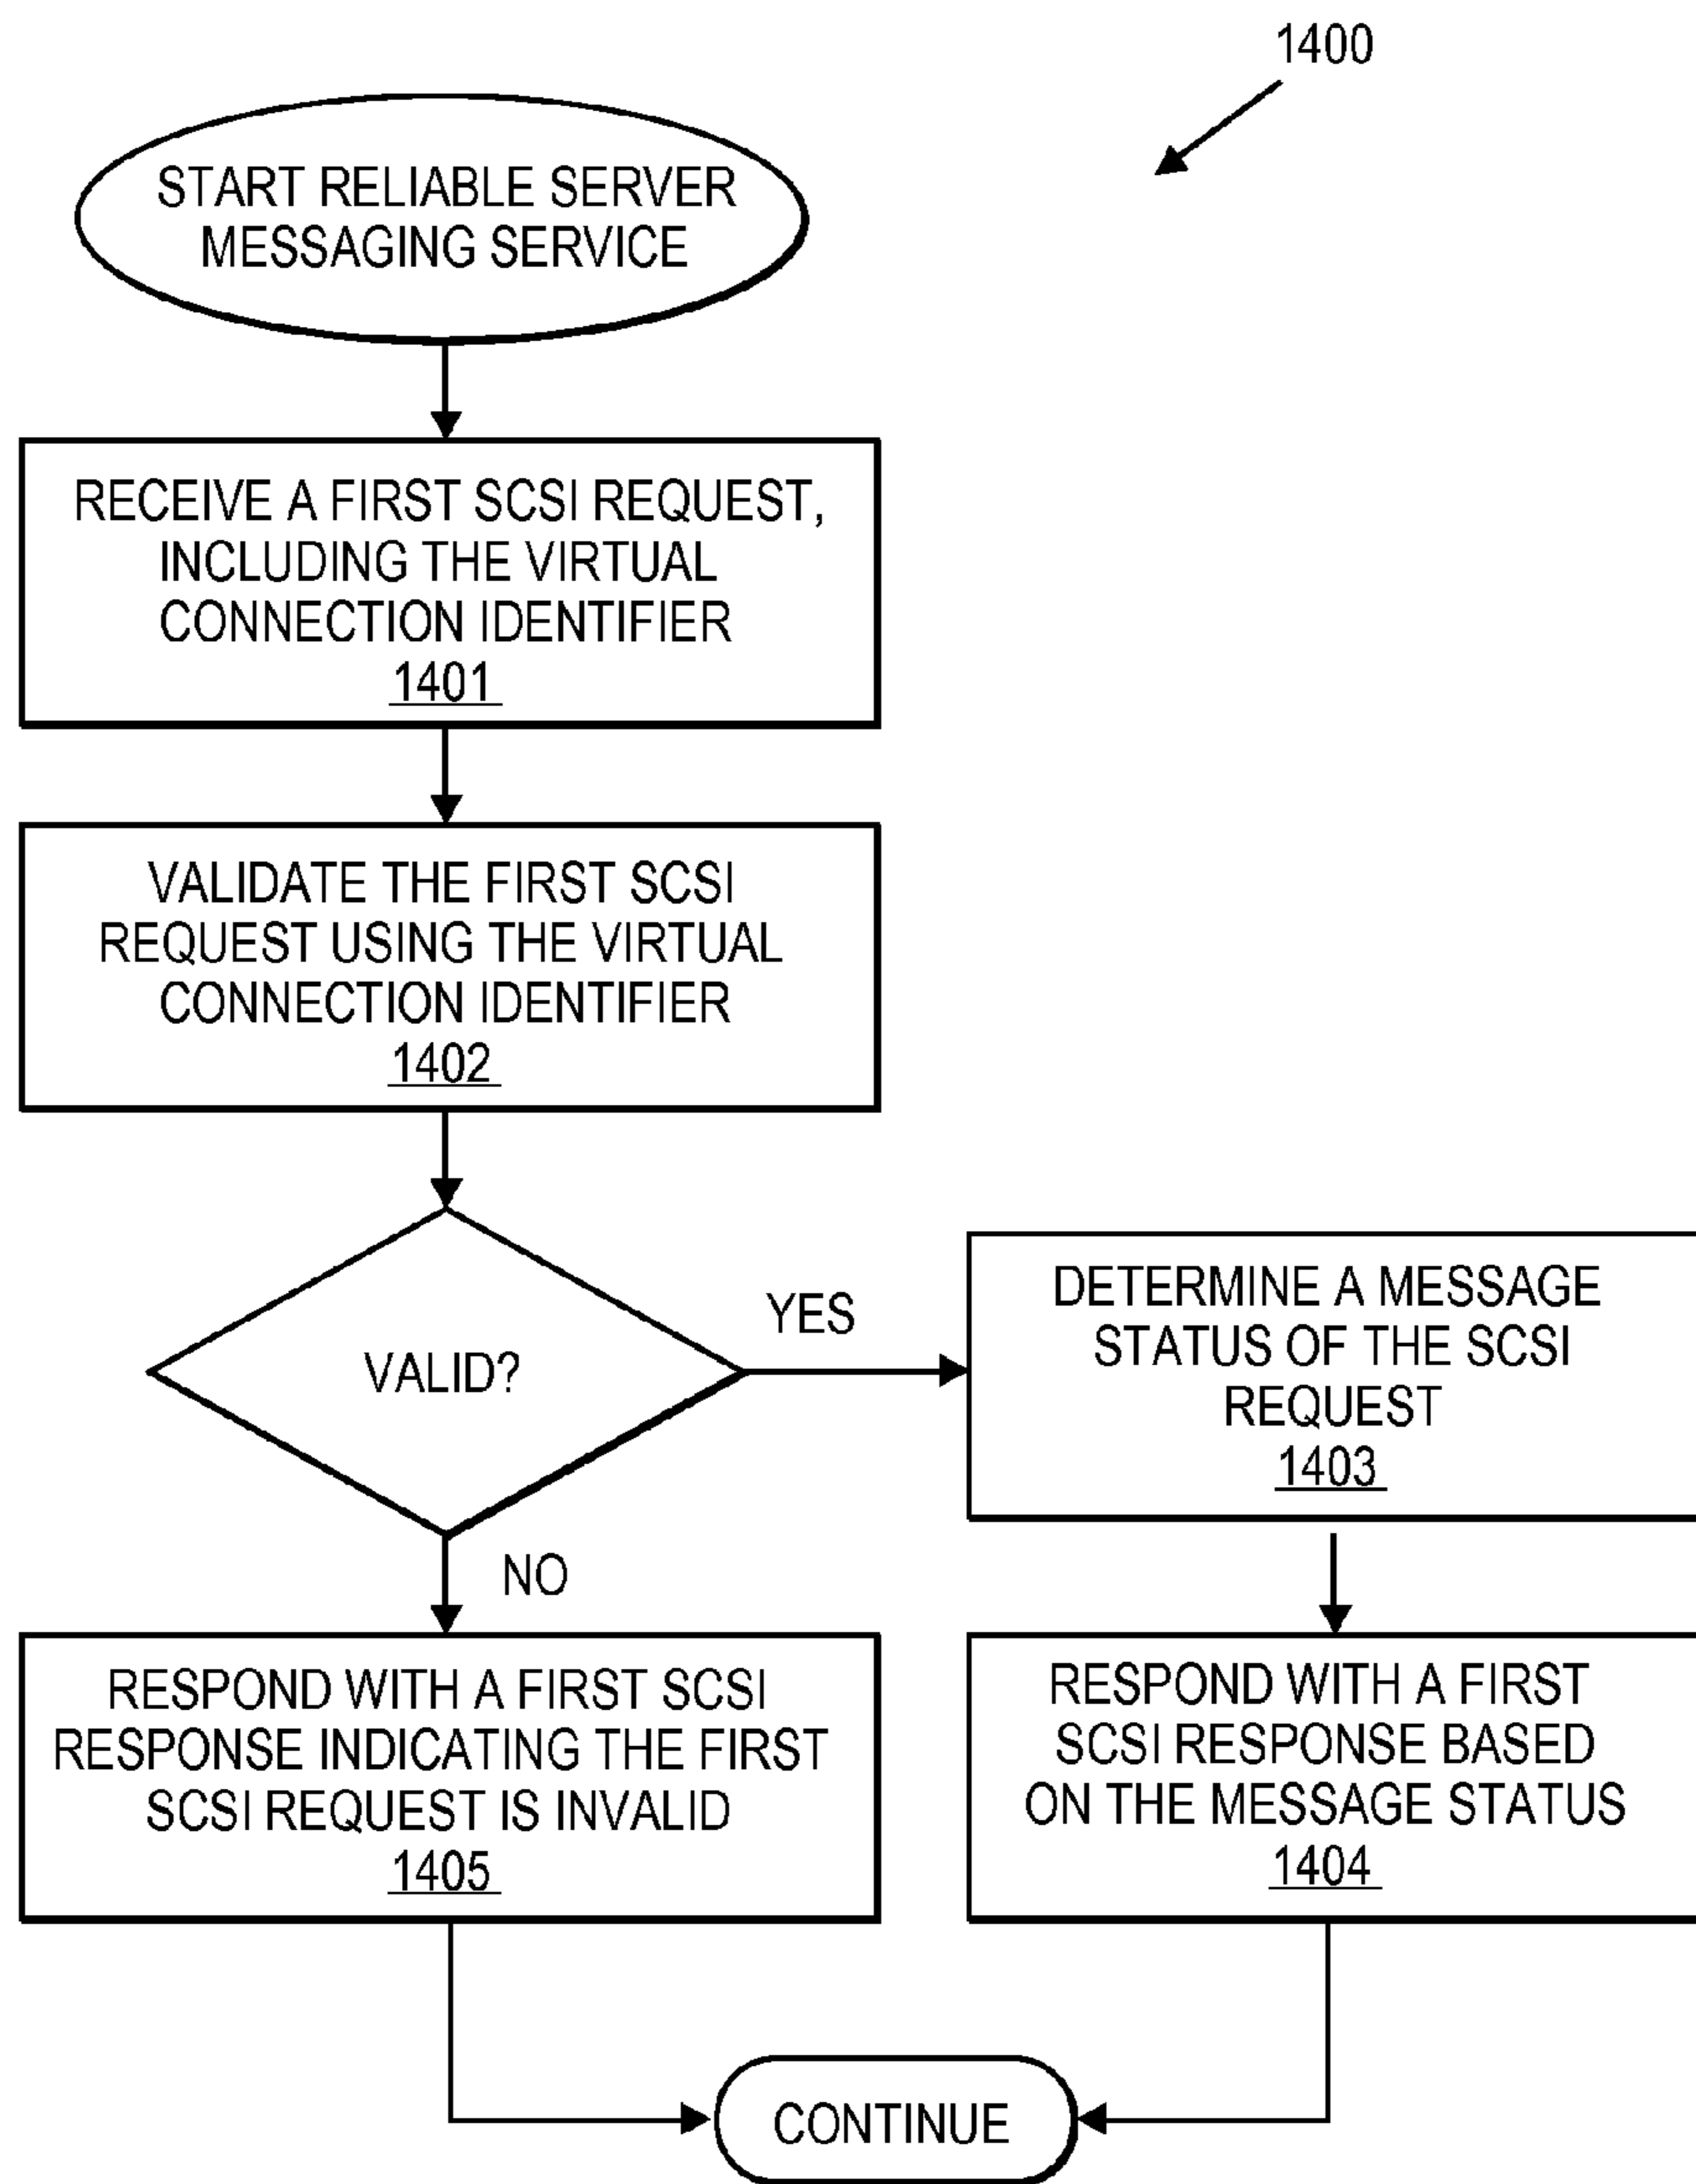 1400
START RELIABLE SERVER
MESSAGING SERVICE
RECEIVE A FIRST SCSI REQUEST,
INCLUDING THE VIRTUAL
CONNECTION IDENTIFIER
1401
VALIDATE THE FIRST SCSI
REQUEST USING THE VIRTUAL
CONNECTION IDENTIFIER
1402
VALID?
YES
NO
DETERMINE A MESSAGE
STATUS OF THE SCSI
REQUEST
1403
RESPOND WITH A FIRST SCSI
RESPONSE INDICATING THE FIRST
SCSI REQUEST IS INVALID
1405
RESPOND WITH A FIRST
SCSI RESPONSE BASED
ON THE MESSAGE STATUS
1404
CONTINUE